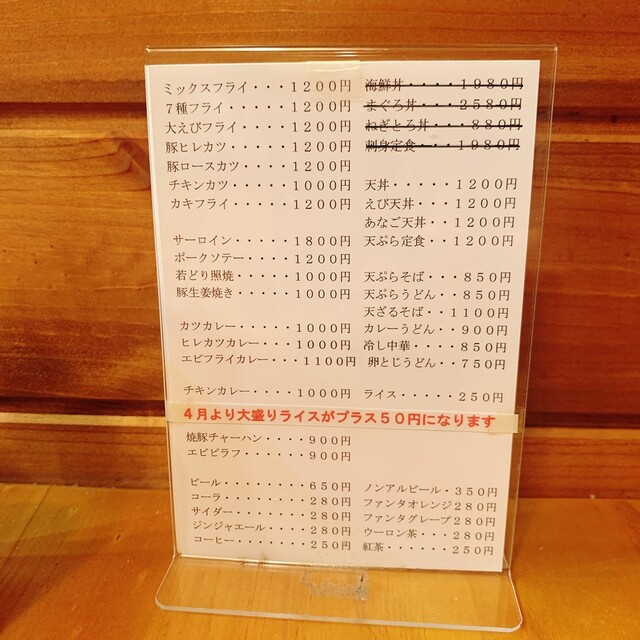 ミックスフライ・・・１２００円
７種フライ・・・・・１２００円
大えびフライ・・・・１２００円
豚ヒレカツ・・・・・１２００円
豚ロースカツ・・・・１２００円
チキンカツ・・・・・１０００円
カキフライ・・・・・１２００円
サーロイン・・・・・１８００円
ポークソテー・・・・１２００円
若どり照焼・・・・・１０００円
豚生姜焼き・・・・・１０００円
カツカレー・・・・・１０００円
ヒレカツカレー・・・１０００円
エビフライカレー・・・１１００円
チキンカレー・・・・１０００円
海鮮丼・・・・１９８０円
まぐろ丼・・・２５８０円
ねぎとろ丼・・・８８０円
刺身定食・・・１９８０円
天丼・・・・・１２００円
えび天丼・・・１２００円
あなご天丼・・１２００円
天ぷら定食・・１２００円
天ぷらそば・・・８５０円
天ぷらうどん・・８５０円
天ざるそば・・１１００円
カレーうどん・・９００円
冷し中華・・・・８５０円
卵とじうどん・・７５０円
ライス・・・・・２５０円
４月より大盛りライスがプラス５０円になります
焼豚チャーハン・・・・９００円
エビピラフ・・・・・・９００円
ビール・・・・・・・６５０円
コーラ・・・・・・・２８０円
サイダー・・・・・・２８０円
ジンジャエール・・・・２８０円
コーヒー・・・・・・・２５０円
ノンアルビール・３５０円
ファンタオレンジ２８０円
ファンタグレープ２８０円
ウーロン茶・・・２８０円
紅茶・・・・・・２５０円